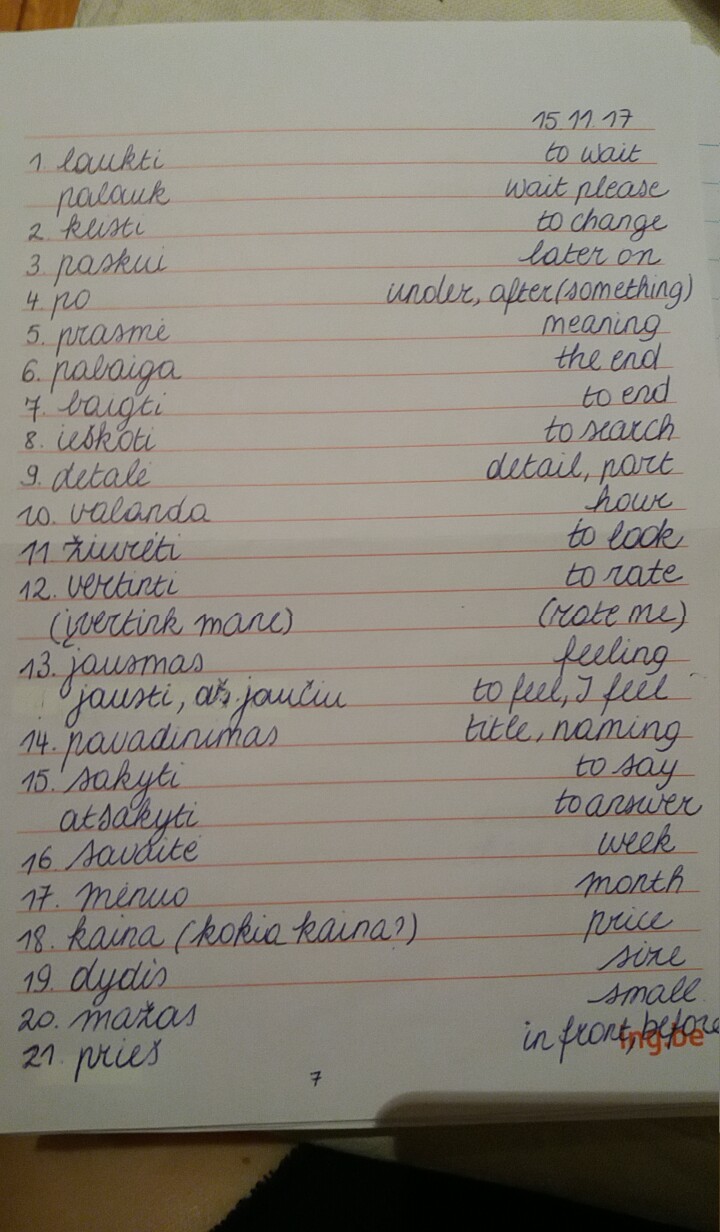 15.11.17
1. laukti to wait
palauk wait please
2. keisti to change
3. paskui later on
4. po under, after (something)
5. prasmė meaning
6. pabaiga the end
7. baigti to end
8. ieškoti to search
9. detalė detail, part
10. valanda hour
11. žiurėti to look
12. vertinti to rate
(įvertink mane) (rate me)
13. jausmas feeling
jausti, aš jaučiu to feel, I feel
14. pavadinimas title, naming
15. sakyti to say
atsakyti to answer
16. savaitė week
17. mėnuo month
18. kaina (kokia kaina?) price
19. dydis size
20. mažas small
21. prieš in front, before
ing.be
7